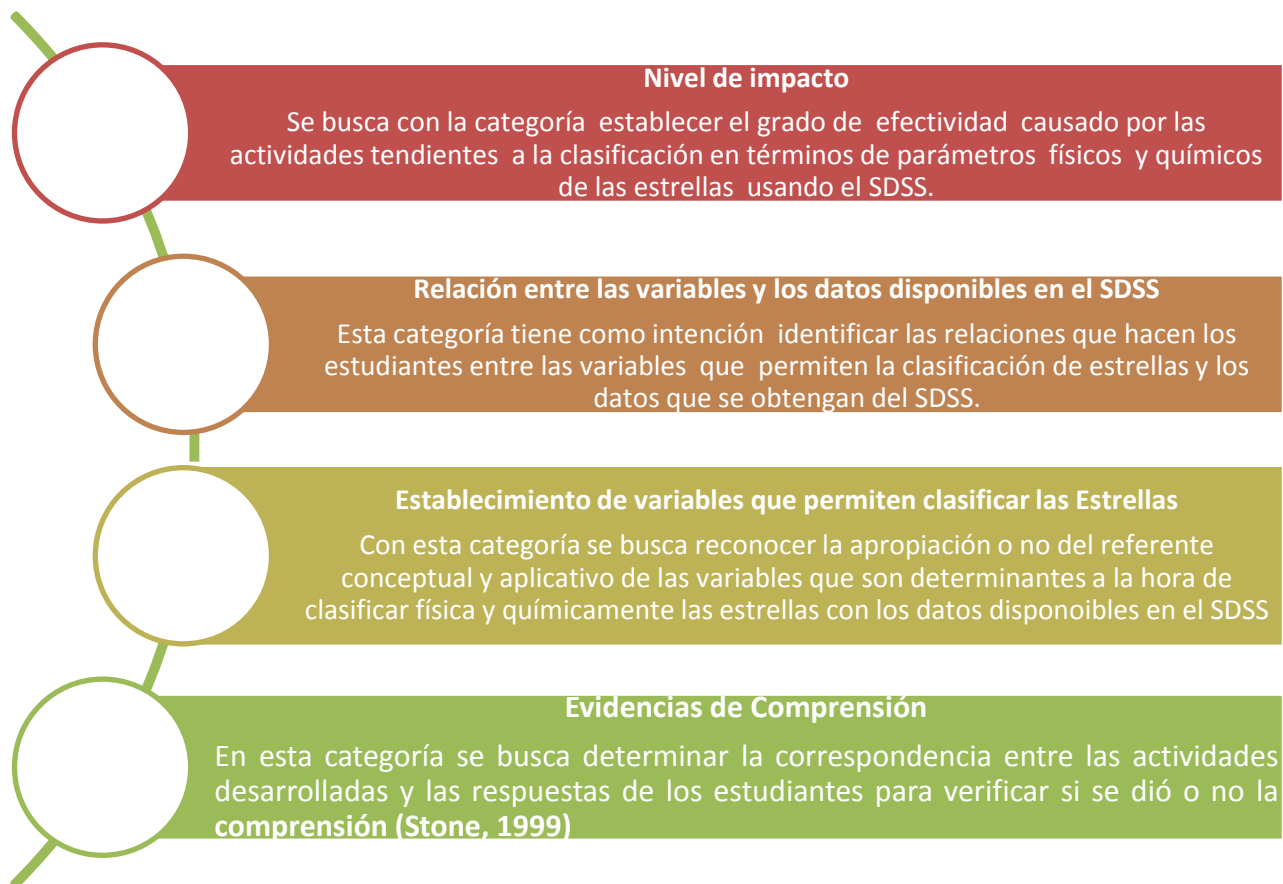 Nivel de impacto
Se busca con la categoría establecer el grado de efectividad causado por las
actividades tendientes a la clasificación en términos de parámetros físicos y químicos
de las estrellas usando el SDSS.
Relación entre las variables y los datos disponibles en el SDSS
Esta categoría tiene como intención identificar las relaciones que hacen los
estudiantes entre las variables que permiten la clasificación de estrellas y los
datos que se obtengan del SDSS.
Establecimiento de variables que permiten clasificar las Estrellas
Con esta categoría se busca reconocer la apropiación o no del referente
conceptual y aplicativo de las variables que son determinantes a la hora de
clasificar física y químicamente las estrellas con los datos disponoibles en el SDSS
Evidencias de Comprensión
En esta categoría se busca determinar la correspondencia entre las actividades
desarrolladas y las respuestas de los estudiantes para verificar si se dió o no la
comprensión (Stone, 1999)